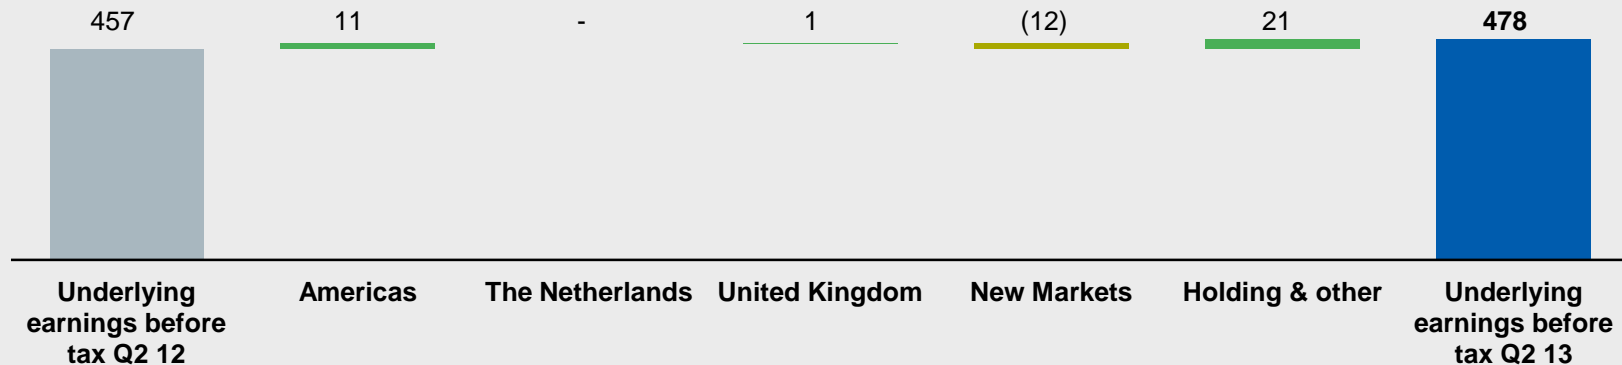 457 11 - 1 (12) 21 478
Underlying earnings before tax Q2 12
Americas
The Netherlands
United Kingdom
New Markets
Holding & other
Underlying earnings before tax Q2 13